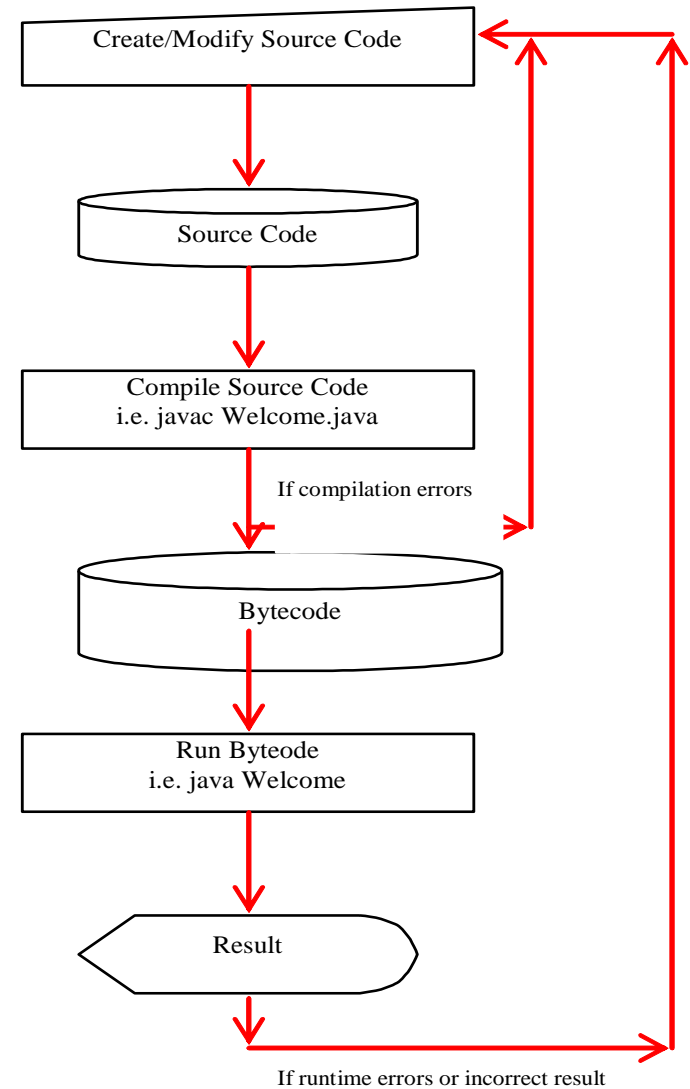 Create/Modify Source Code
Source Code
Compile Source Code
i.e. javac Welcome.java
If compilation errors
Bytecode
Run Byteode
i.e. java Welcome
Result
If runtime errors or incorrect result